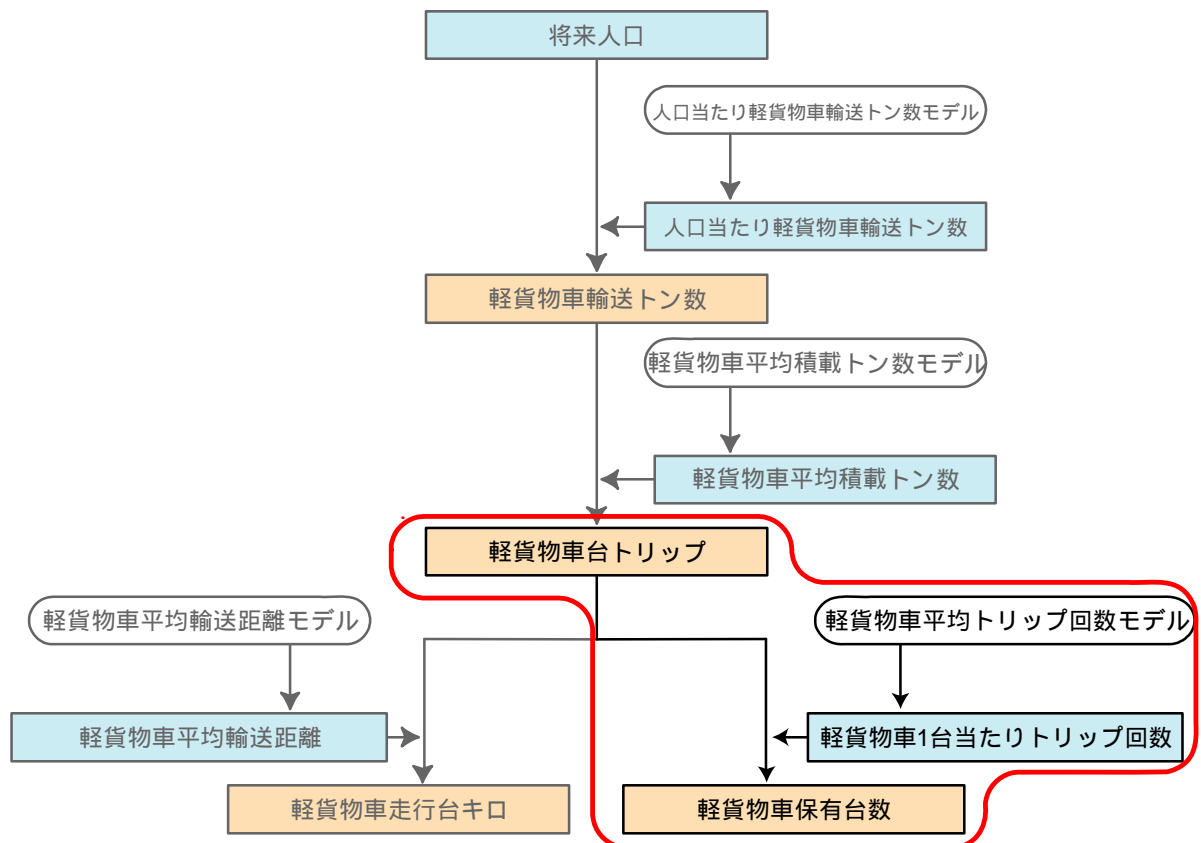 将来人口
人口当たり軽貨物車輸送トン数モデル
人口当たり軽貨物車輸送トン数
軽貨物車輸送トン数
軽貨物車平均積載トン数モデル
軽貨物車平均積載トン数
軽貨物車台トリップ
軽貨物車平均輸送距離モデル
軽貨物車平均トリップ回数モデル
軽貨物車平均輸送距離
軽貨物車1台当たりトリップ回数
軽貨物車走行台キロ
軽貨物車保有台数